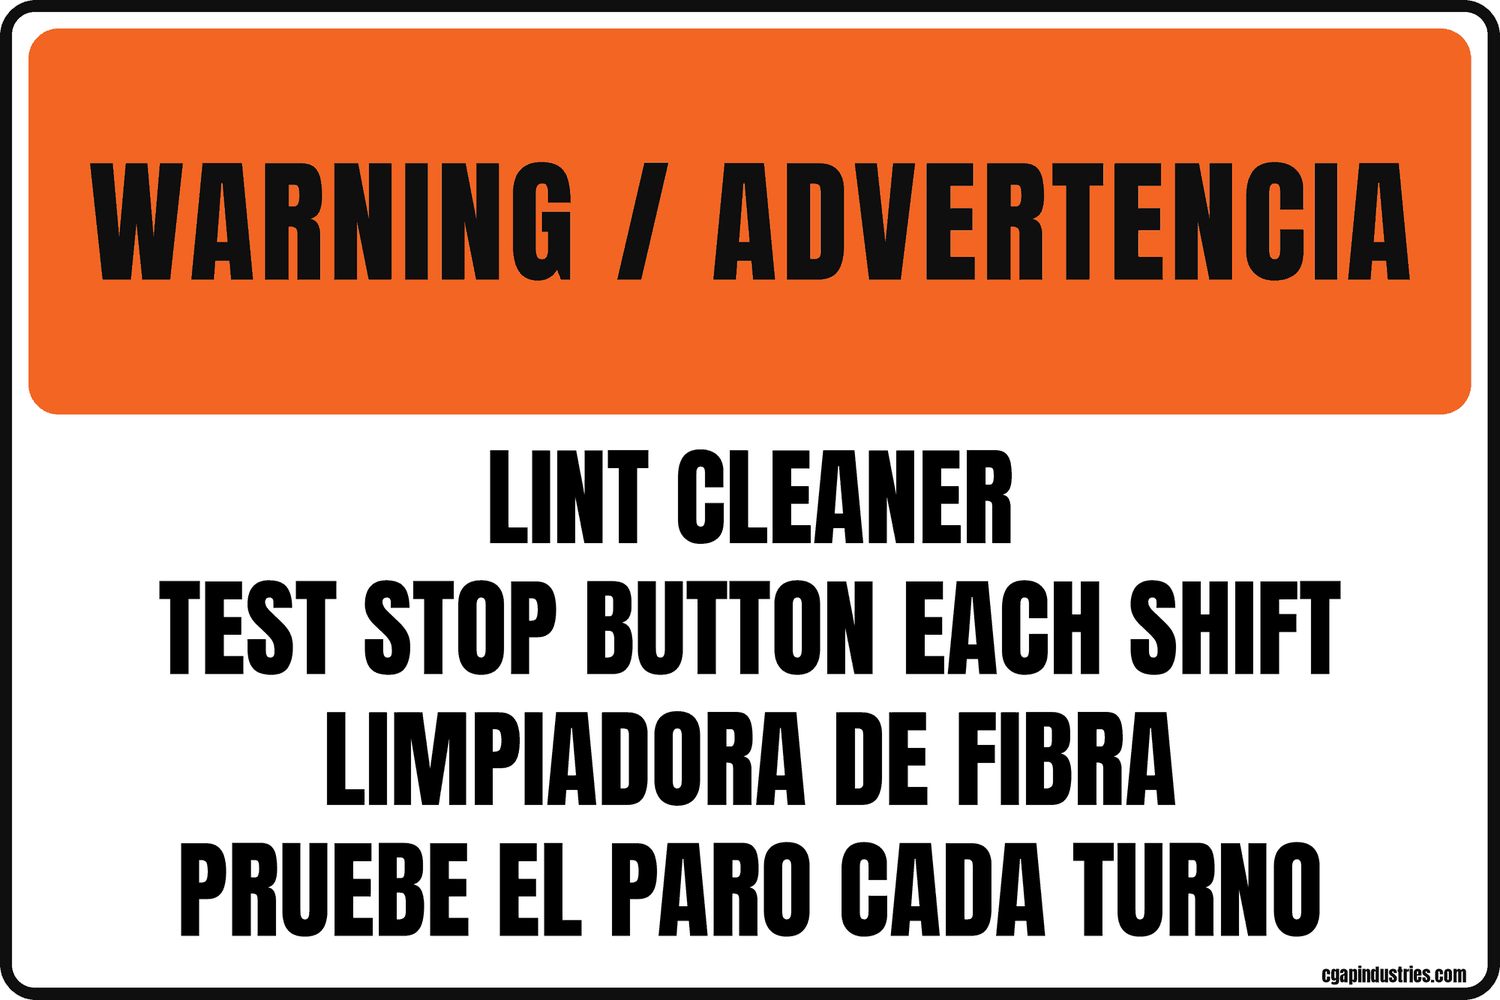 WARNING / ADVERTENCIA
LINT CLEANER
TEST STOP BUTTON EACH SHIFT
LIMPIADORA DE FIBRA
PRUEBE EL PARO CADA TURNO
cgapindustries.com